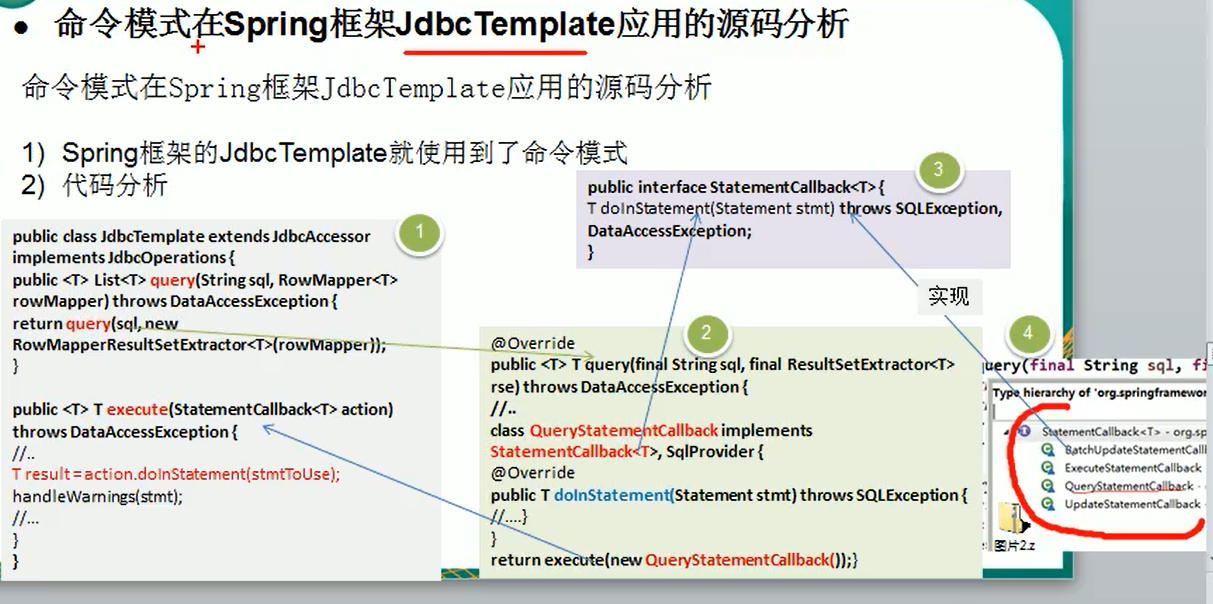 ● 命令模式在Spring框架JdbcTemplate应用的源码分析
命令模式在Spring框架JdbcTemplate应用的源码分析
1) Spring框架的JdbcTemplate就使用到了命令模式
2) 代码分析
1
public class JdbcTemplate extends JdbcAccessor
implements JdbcOperations {
public <T> List<T> query(String sql, RowMapper<T>
rowMapper) throws DataAccessException {
return query(sql, new
RowMapperResultSetExtractor<T>(rowMapper));
}
public <T> T execute(StatementCallback<T> action)
throws DataAccessException {
//..
T result = action.doInStatement(stmtToUse);
handleWarnings(stmt);
//...
}
}
2
@Override
public <T> T query(final String sql, final ResultSetExtractor<T>
rse) throws DataAccessException {
//..
class QueryStatementCallback implements
StatementCallback<T>, SqlProvider {
@Override
public T doInStatement(Statement stmt) throws SQLException {
//....}
}
return execute(new QueryStatementCallback());}
3
public interface StatementCallback<T> {
T doInStatement(Statement stmt) throws SQLException,
DataAccessException;
}
实现
4
query(final String sql, fi
Type hierarchy of 'org.springframewor
StatementCallback<T> - org.sp
BatchUpdateStatementCall
ExecuteStatementCallback
QueryStatementCallback -
UpdateStatementCallback
图片2.z